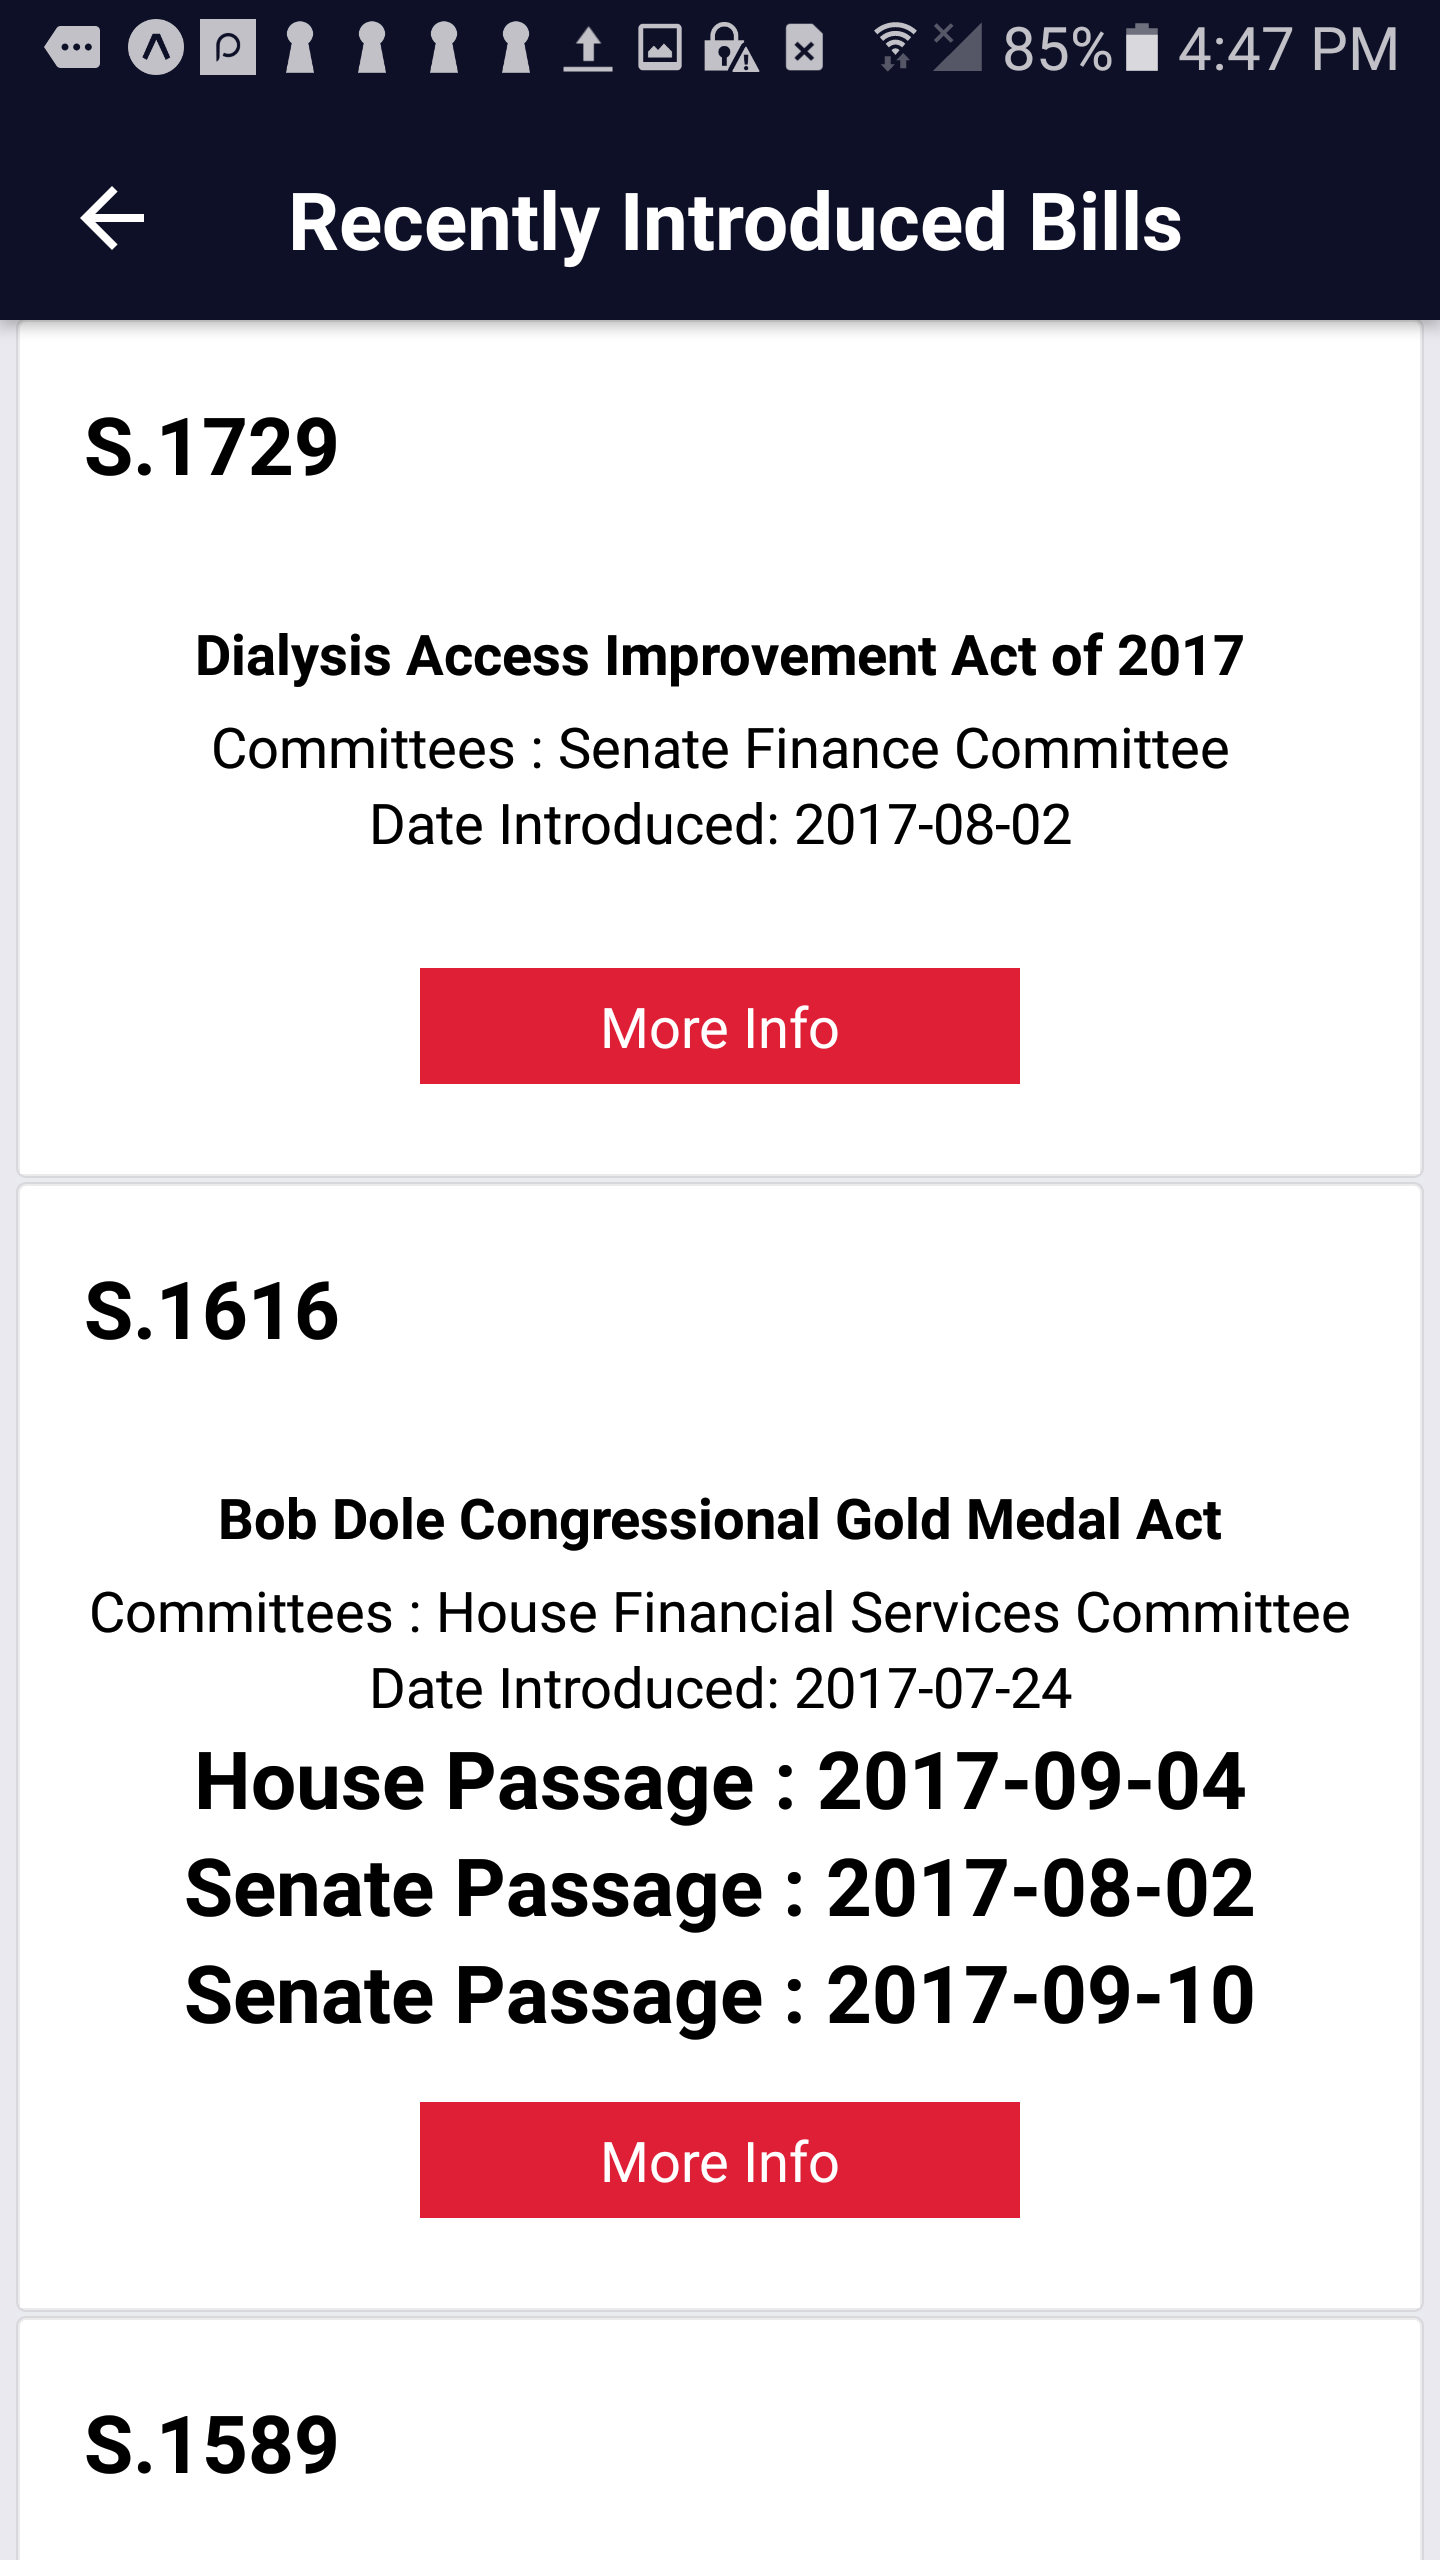 85% 4:47 PM
Recently Introduced Bills
S.1729
Dialysis Access Improvement Act of 2017
Committees : Senate Finance Committee
Date Introduced: 2017-08-02
More Info
S.1616
Bob Dole Congressional Gold Medal Act
Committees : House Financial Services Committee
Date Introduced: 2017-07-24
House Passage : 2017-09-04
Senate Passage : 2017-08-02
Senate Passage : 2017-09-10
More Info
S.1589